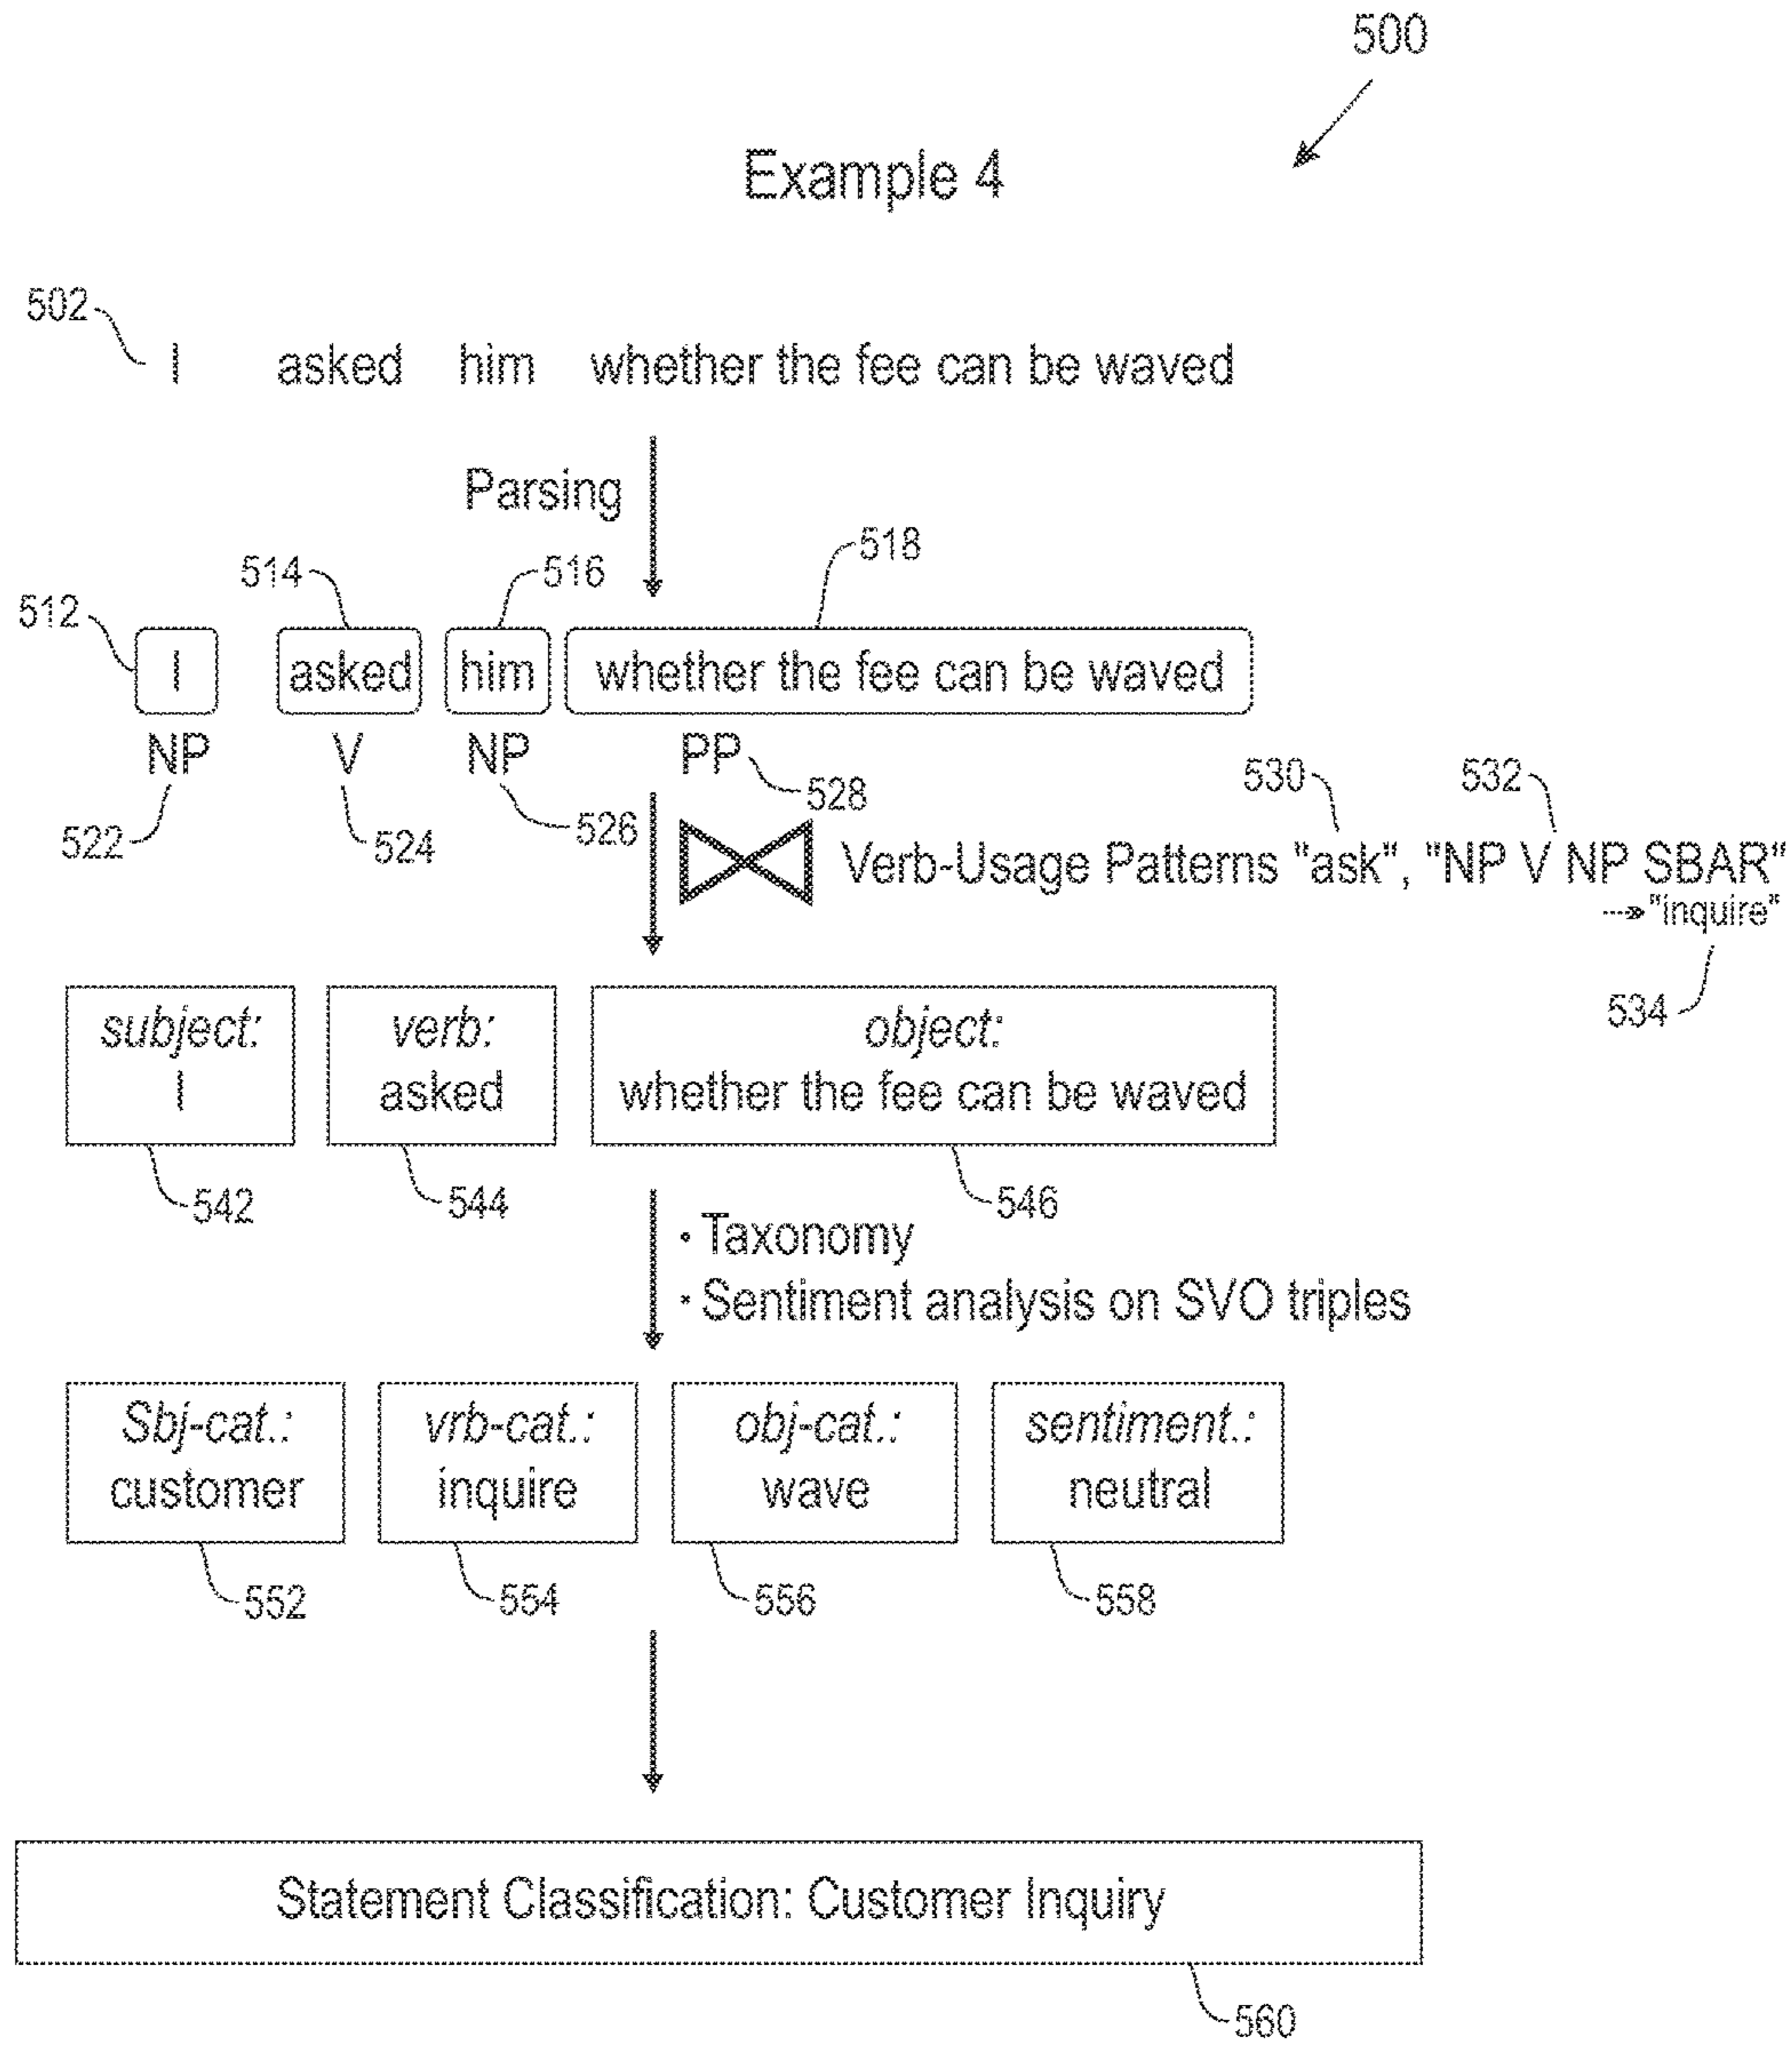 500
Example 4
502
I asked him whether the fee can be waved
Parsing
518
514 516
512
I asked him whether the fee can be waved
NP V NP PP
530 532
528
522 524 526
Verb-Usage Patterns "ask", "NP V NP SBAR"
"inquire"
534
subject: verb: object:
I asked whether the fee can be waved
542 544 546
• Taxonomy
• Sentiment analysis on SVO triples
Sbj-cat.: vrb-cat.: obj-cat.: sentiment.:
customer inquire wave neutral
552 554 556 558
Statement Classification: Customer Inquiry
560